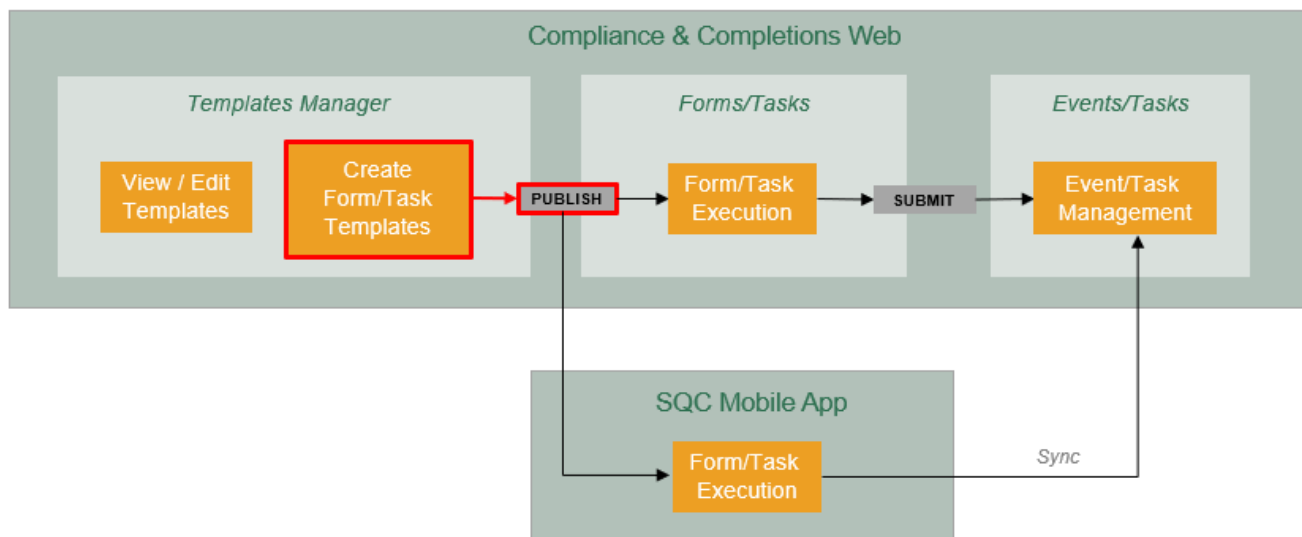 Compliance & Completions Web
Templates Manager
Forms/Tasks
Events/Tasks
View / Edit
Templates
Create
Form/Task
Templates
PUBLISH
Form/Task
Execution
SUBMIT
Event/Task
Management
SQC Mobile App
Form/Task
Execution
Sync